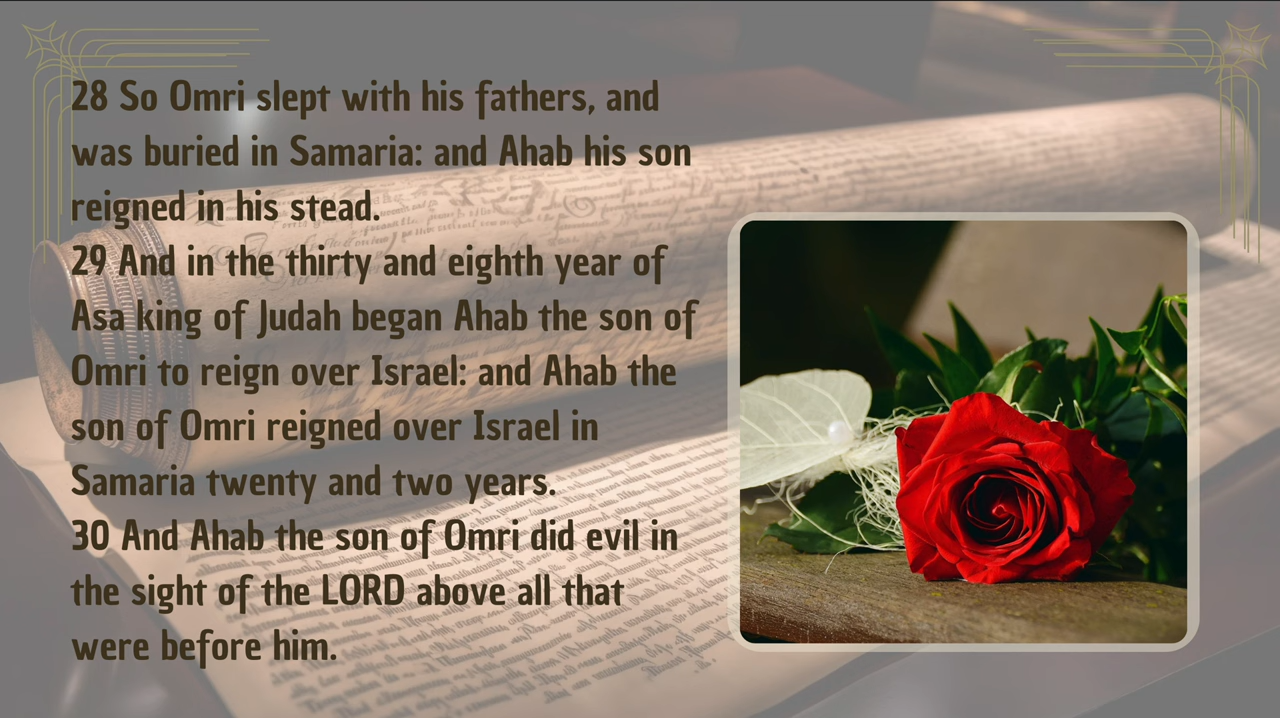 28 So Omri slept with his fathers, and
was buried in Samaria: and Ahab his son
reigned in his stead.
29 And in the thirty and eighth year of
Asa king of Judah began Ahab the son of
Omri to reign over Israel: and Ahab the
son of Omri reigned over Israel in
Samaria twenty and two years.
30 And Ahab the son of Omri did evil in
the sight of the LORD above all that
were before him.